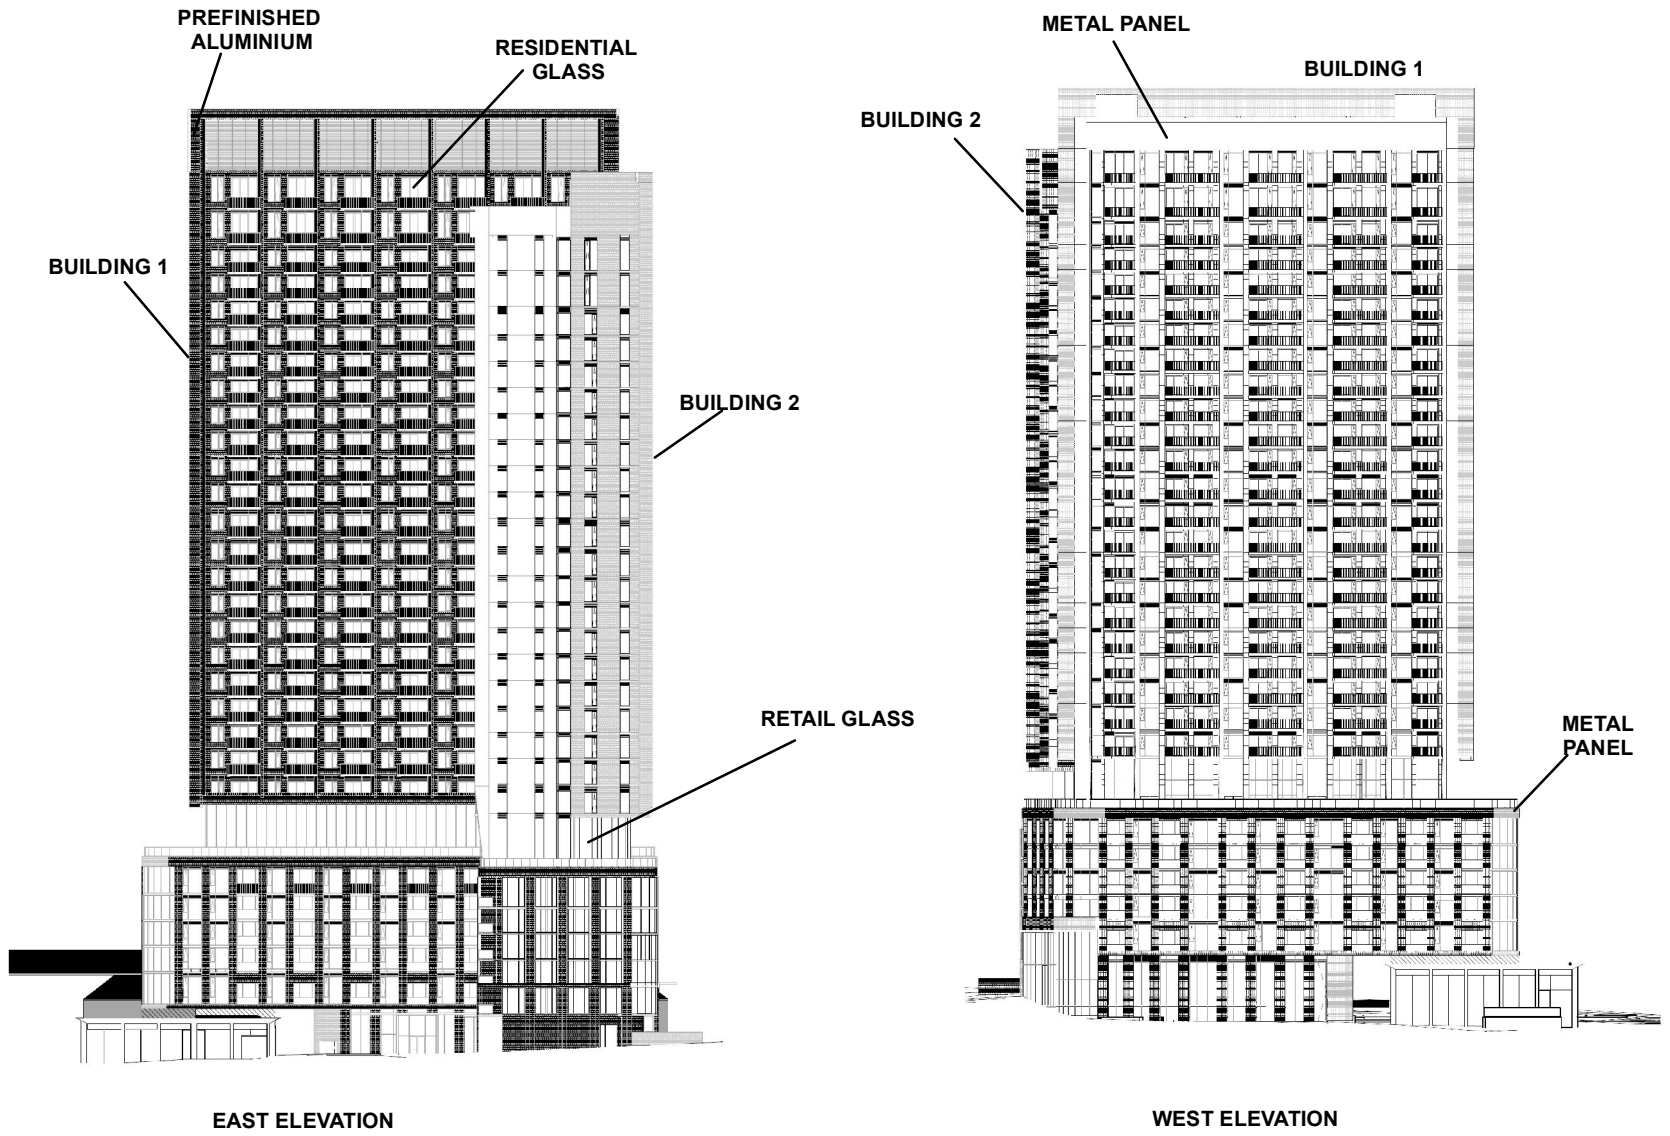 PREFINISHED
ALUMINIUM
RESIDENTIAL
GLASS
BUILDING 1
BUILDING 2
RETAIL GLASS
EAST ELEVATION
METAL PANEL
BUILDING 1
BUILDING 2
METAL
PANEL
WEST ELEVATION